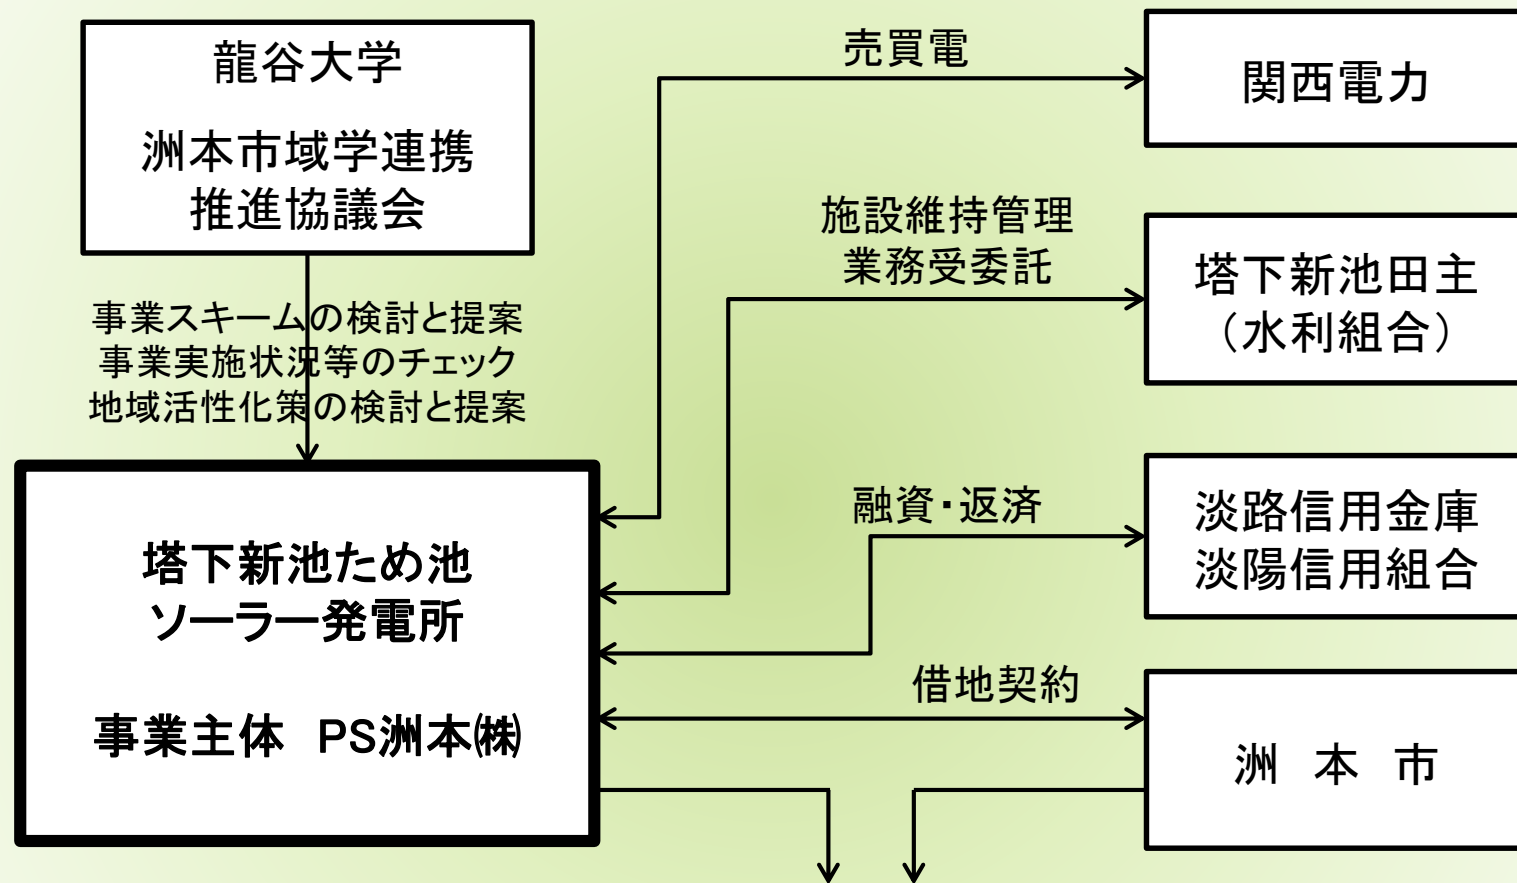 龍谷大学
洲本市域学連携
推進協議会
事業スキームの検討と提案
事業実施状況等のチェック
地域活性化策の検討と提案
塔下新池ため池
ソーラー発電所
事業主体　PS洲本㈱
売買電
関西電力
施設維持管理
業務受委託
塔下新池田主
（水利組合）
融資・返済
淡路信用金庫
淡陽信用組合
借地契約
洲　本　市